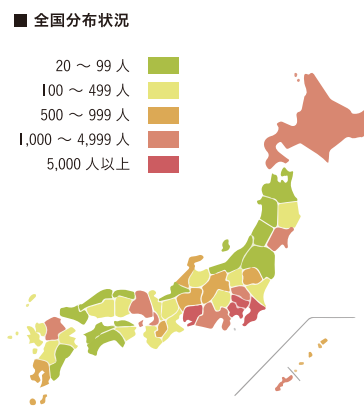 ■ 全国分布状況
20 〜 99 人
100 〜 499 人
500 〜 999 人
1,000 〜 4,999 人
5,000 人以上